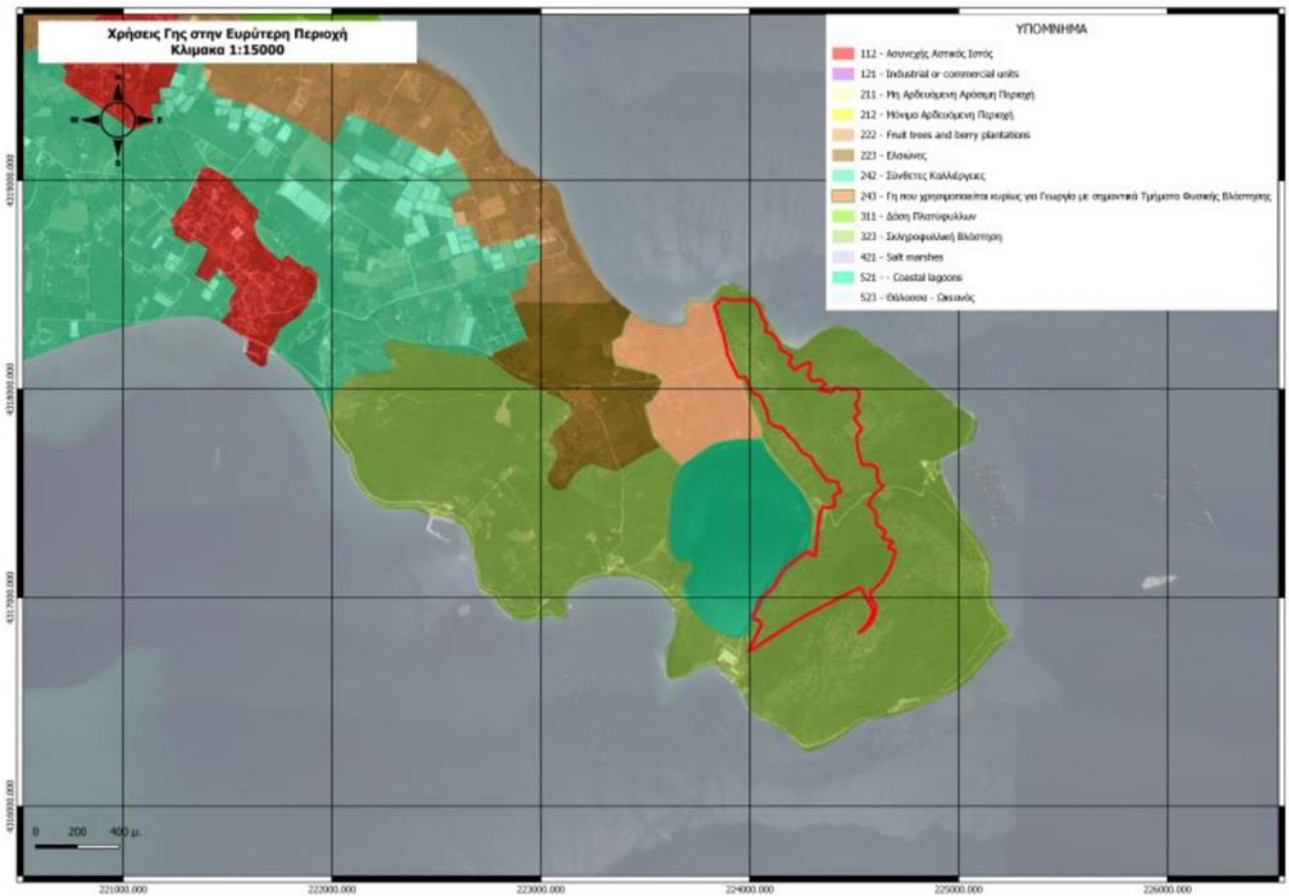 Χρήσεις Γης στην Ευρύτερη Περιοχή
Κλιμακα 1:15000
N
W E
S
ΥΠΟΜΝΗΜΑ
112 - Ασυνεχής Αστικός Ιστός
121 - Industrial or commercial units
211 - Μη Αρδευόμενη Αρόσιμη Περιοχή
212 - Μόνιμα Αρδευόμενη Περιοχή
222 - Fruit trees and berry plantations
223 - Ελαιώνες
242 - Σύνθετες Καλλιέργειες
243 - Γη που χρησιμοποιείται κυρίως για Γεωργία με σημαντικά Τμήματα Φυσικής Βλάστησης
311 - Δάση Πλατύφυλλων
323 - Σκληροφυλλική Βλάστηση
421 - Salt marshes
521 - - Coastal lagoons
523 - Θάλασσα - Ωκεανός
4319000.000
4318000.000
4317000.000
4316000.000
0 200 400 μ.
221000.000 222000.000 223000.000 224000.000 225000.000 226000.000